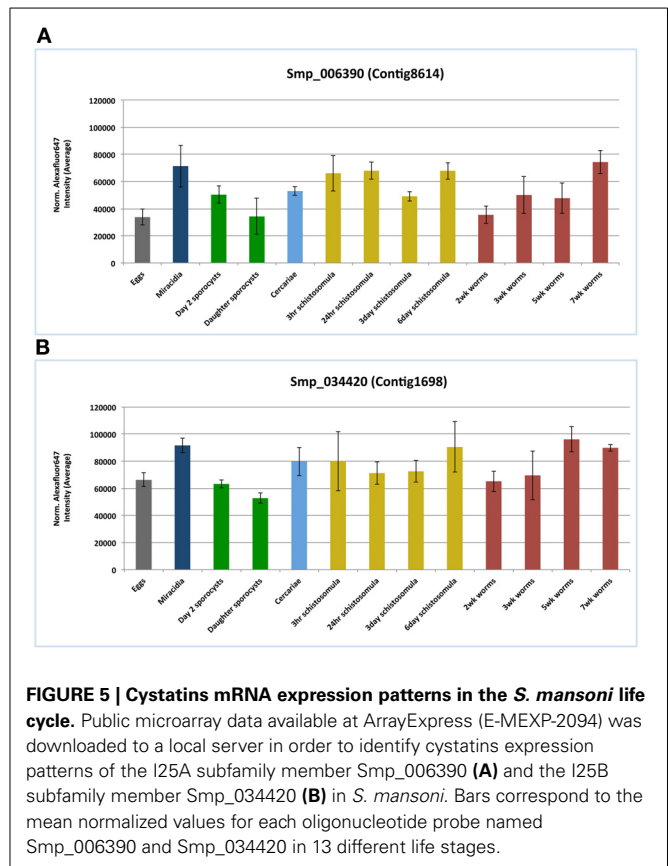 A
Smp_006390 (Contig8614)
Norm. Alexafluor647
Intensity (Average)
120000
100000
80000
60000
40000
20000
0
Eggs
Miracidia
Day 2 sporocysts
Daughter sporocysts
Cercariae
3hr schistosomula
24hr schistosomula
3day schistosomula
6day schistosomula
2wk worms
3wk worms
5wk worms
7wk worms
B
Smp_034420 (Contig1698)
Norm. Alexafluor647
Intensity (Average)
120000
100000
80000
60000
40000
20000
0
Eggs
Miracidia
Day 2 sporocysts
Daughter sporocysts
Cercariae
3hr schistosomula
24hr schistosomula
3day schistosomula
6day schistosomula
2wk worms
3wk worms
5wk worms
7wk worms
FIGURE 5 | Cystatins mRNA expression patterns in the S. mansoni life
cycle. Public microarray data available at ArrayExpress (E-MEXP-2094) was
downloaded to a local server in order to identify cystatins expression
patterns of the I25A subfamily member Smp_006390 (A) and the I25B
subfamily member Smp_034420 (B) in S. mansoni. Bars correspond to the
mean normalized values for each oligonucleotide probe named
Smp_006390 and Smp_034420 in 13 different life stages.